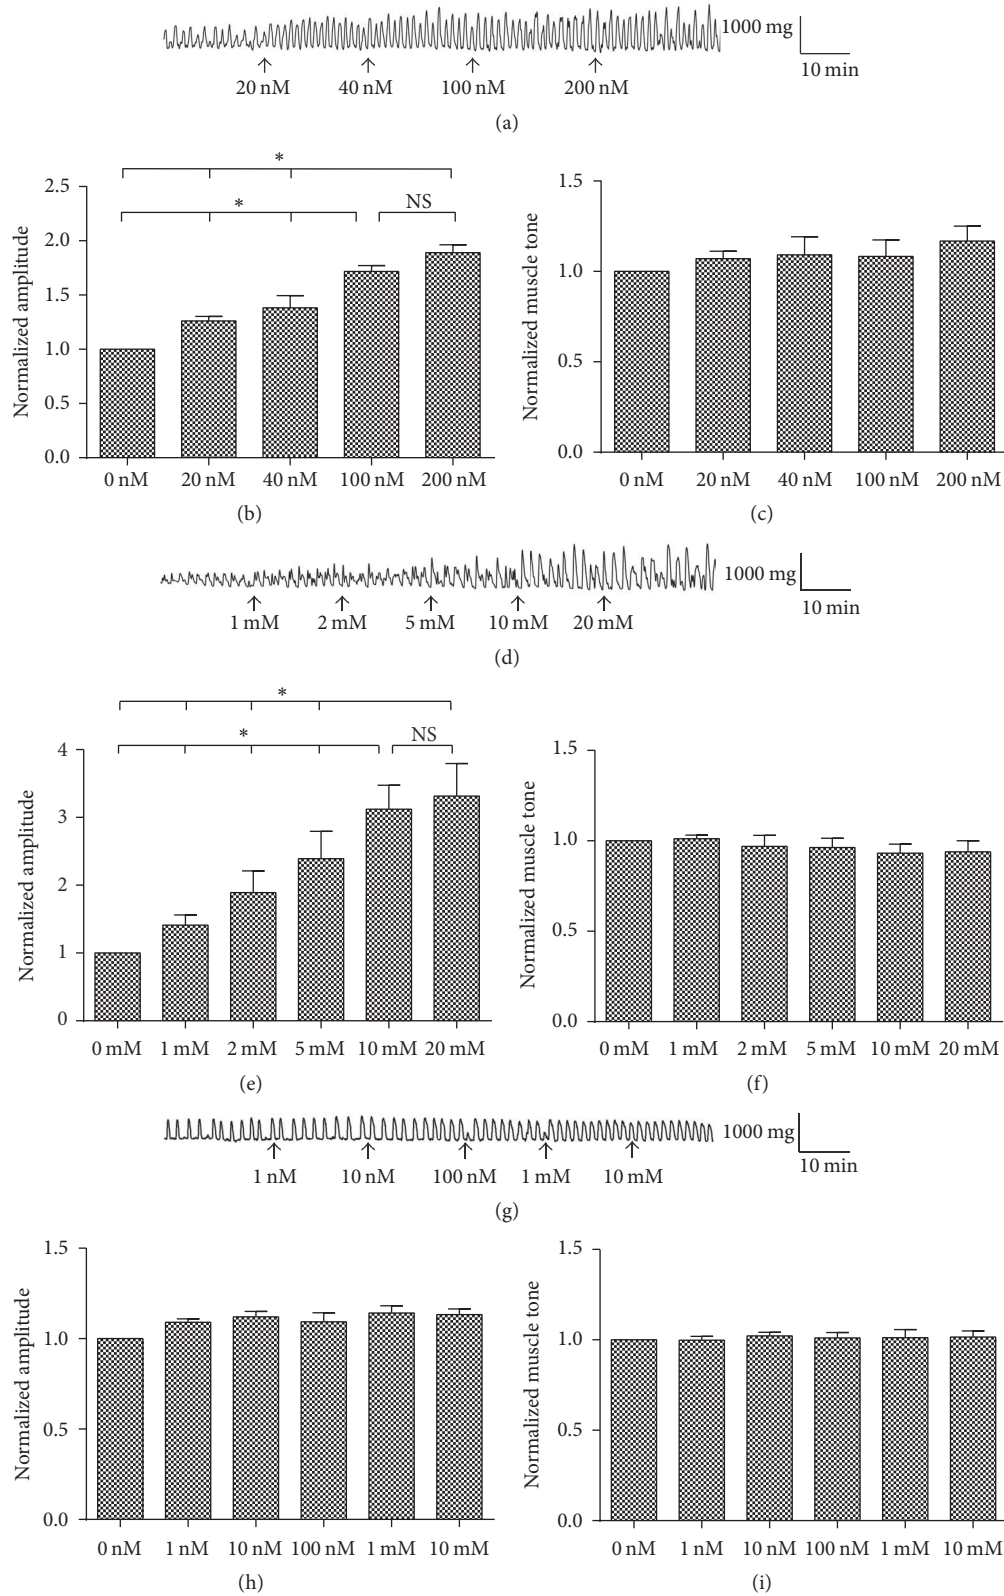 1000 mg
10 min
20 nM 40 nM 100 nM 200 nM
(a)
*
* NS
Normalized amplitude
2.5
2.0
1.5
1.0
0.5
0.0
0 nM 20 nM 40 nM 100 nM 200 nM
(b)
Normalized muscle tone
1.5
1.0
0.5
0.0
0 nM 20 nM 40 nM 100 nM 200 nM
(c)
1000 mg
10 min
1 mM 2 mM 5 mM 10 mM 20 mM
(d)
*
* NS
Normalized amplitude
4
3
2
1
0
0 mM 1 mM 2 mM 5 mM 10 mM 20 mM
(e)
Normalized muscle tone
1.5
1.0
0.5
0.0
0 mM 1 mM 2 mM 5 mM 10 mM 20 mM
(f)
1000 mg
10 min
1 nM 10 nM 100 nM 1 mM 10 mM
(g)
Normalized amplitude
1.5
1.0
0.5
0.0
0 nM 1 nM 10 nM 100 nM 1 mM 10 mM
(h)
Normalized muscle tone
1.5
1.0
0.5
0.0
0 nM 1 nM 10 nM 100 nM 1 mM 10 mM
(i)